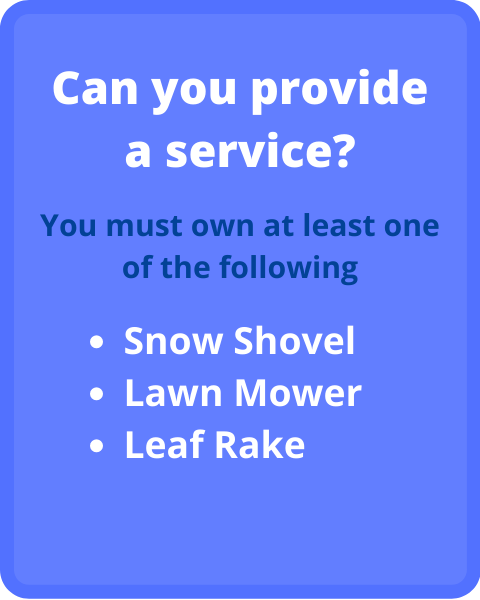 Can you provide
a service?
You must own at least one
of the following
• Snow Shovel
• Lawn Mower
• Leaf Rake